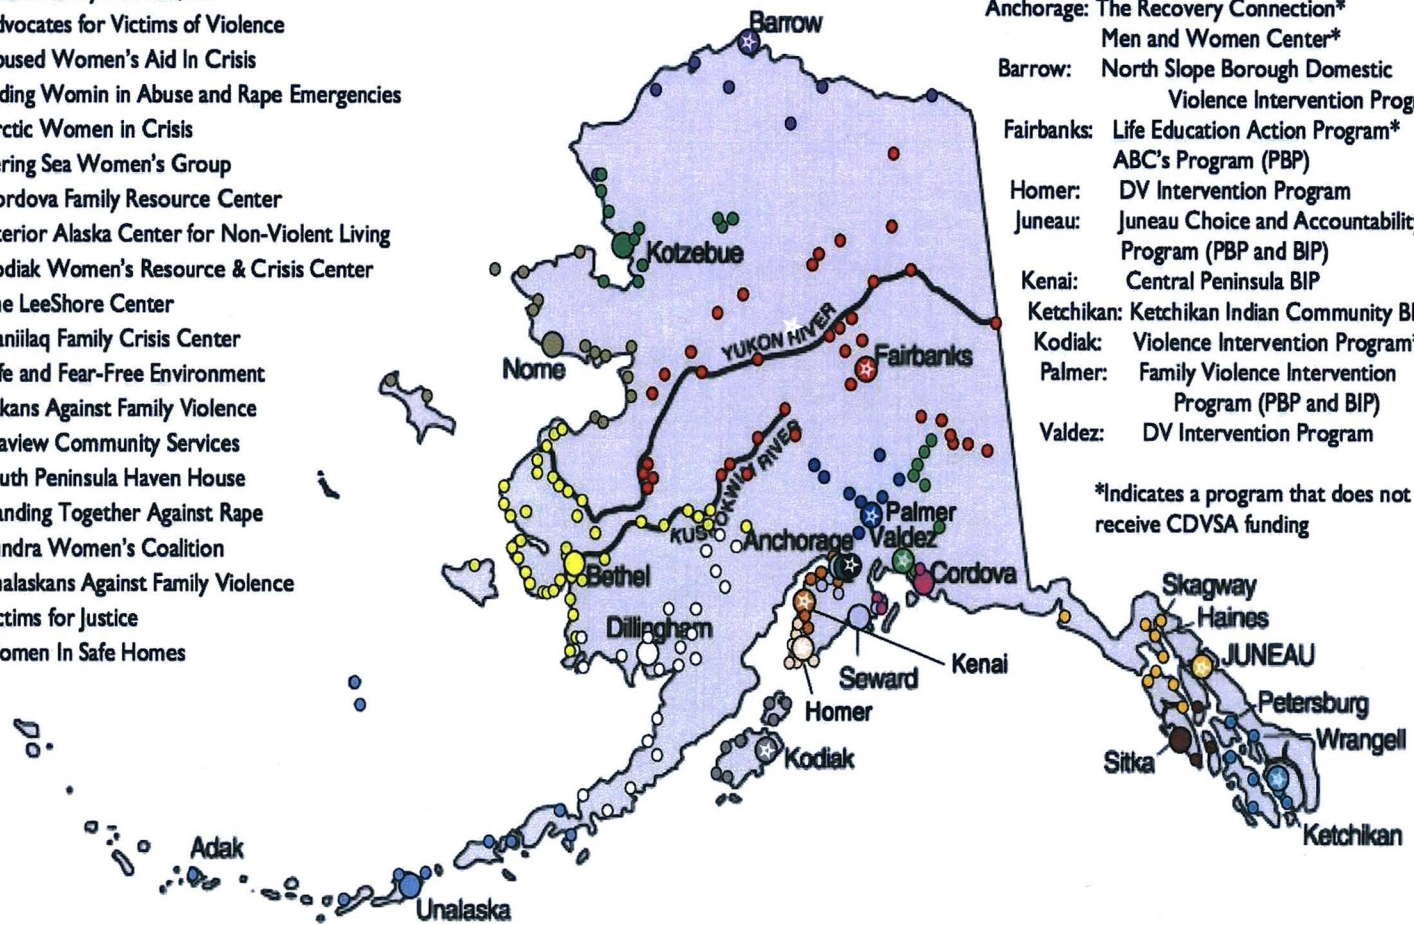 dvocates for Victims of Violence
bused Women's Aid In Crisis
ding Womin in Abuse and Rape Emergencies
rctic Women in Crisis
ering Sea Women's Group
ordova Family Resource Center
terior Alaska Center for Non-Violent Living
odiak Women's Resource & Crisis Center
he LeeShore Center
aniilaq Family Crisis Center
fe and Fear-Free Environment
kans Against Family Violence
aview Community Services
uth Peninsula Haven House
anding Together Against Rape
undra Women's Coalition
nalaskans Against Family Violence
ctims for Justice
omen In Safe Homes
Anchorage: The Recovery Connection*
Men and Women Center*
Barrow: North Slope Borough Domestic
Violence Intervention Progr
Fairbanks: Life Education Action Program*
ABC's Program (PBP)
Homer: DV Intervention Program
Juneau: Juneau Choice and Accountability
Program (PBP and BIP)
Kenai: Central Peninsula BIP
Ketchikan: Ketchikan Indian Community BI
Kodiak: Violence Intervention Program*
Palmer: Family Violence Intervention
Program (PBP and BIP)
Valdez: DV Intervention Program
*Indicates a program that does not
receive CDVSA funding
Barrow
Kotzebue
YUKON RIVER
Nome
Fairbanks
KUSKOKWIM RIVER
Palmer
Anchorage
Valdez
Bethel
Cordova
Dillingham
Kenai
Seward
Homer
Kodiak
Skagway
Haines
JUNEAU
Petersburg
Wrangell
Sitka
Ketchikan
Adak
Unalaska